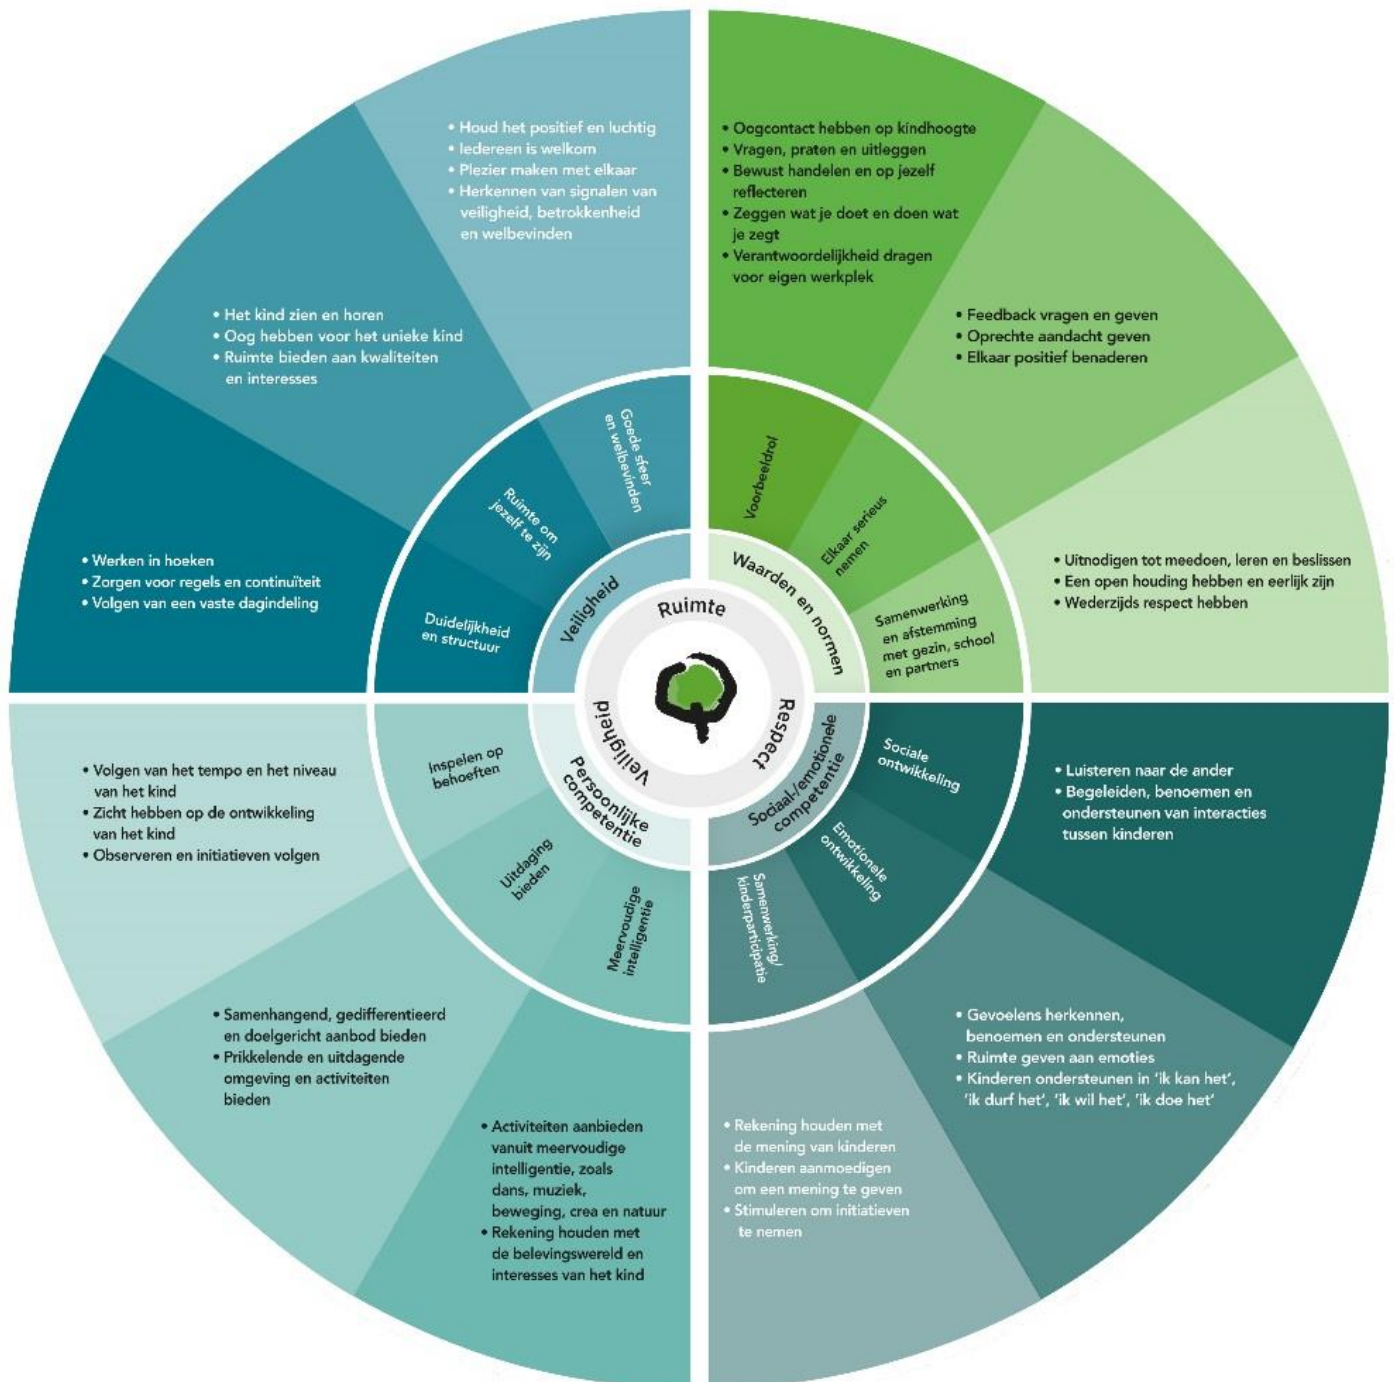 • Houd het positief en luchtig
• Iedereen is welkom
• Plezier maken met elkaar
• Herkennen van signalen van
veiligheid, betrokkenheid
en welbevinden
• Het kind zien en horen
• Oog hebben voor het unieke kind
• Ruimte bieden aan kwaliteiten
en interesses
• Werken in hoeken
• Zorgen voor regels en continuïteit
• Volgen van een vaste dagindeling
Goede sfeer
en welbevinden
Ruimte om
jezelf te zijn
Duidelijkheid
en structuur
Veiligheid
• Oogcontact hebben op kindhoogte
• Vragen, praten en uitleggen
• Bewust handelen en op jezelf
reflecteren
• Zeggen wat je doet en doen wat
je zegt
• Verantwoordelijkheid dragen
voor eigen werkplek
• Feedback vragen en geven
• Oprechte aandacht geven
• Elkaar positief benaderen
• Uitnodigen tot meedoen, leren en beslissen
• Een open houding hebben en eerlijk zijn
• Wederzijds respect hebben
Voorbeeldrol
Elkaar serieus
nemen
Samenwerking
en afstemming
met gezin, school
en partners
Waarden en normen
Ruimte
Respect
Veiligheid
• Volgen van het tempo en het niveau
van het kind
• Zicht hebben op de ontwikkeling
van het kind
• Observeren en initiatieven volgen
• Samenhangend, gedifferentieerd
en doelgericht aanbod bieden
• Prikkelende en uitdagende
omgeving en activiteiten
bieden
• Activiteiten aanbieden
vanuit meervoudige
intelligentie, zoals
dans, muziek,
beweging, crea en natuur
• Rekening houden met
de belevingswereld en
interesses van het kind
Inspelen op
behoeften
Uitdaging
bieden
Meervoudige
intelligentie
Persoonlijke
competentie
Sociaal-/emotionele
competentie
Sociale
ontwikkeling
Emotionele
ontwikkeling
Samenwerking/
kinderparticipatie
• Luisteren naar de ander
• Begeleiden, benoemen en
ondersteunen van interacties
tussen kinderen
• Gevoelens herkennen,
benoemen en ondersteunen
• Ruimte geven aan emoties
• Kinderen ondersteunen in ‘ik kan het’,
‘ik durf het’, ‘ik wil het’, ‘ik doe het’
• Rekening houden met
de mening van kinderen
• Kinderen aanmoedigen
om een mening te geven
• Stimuleren om initiatieven
te nemen